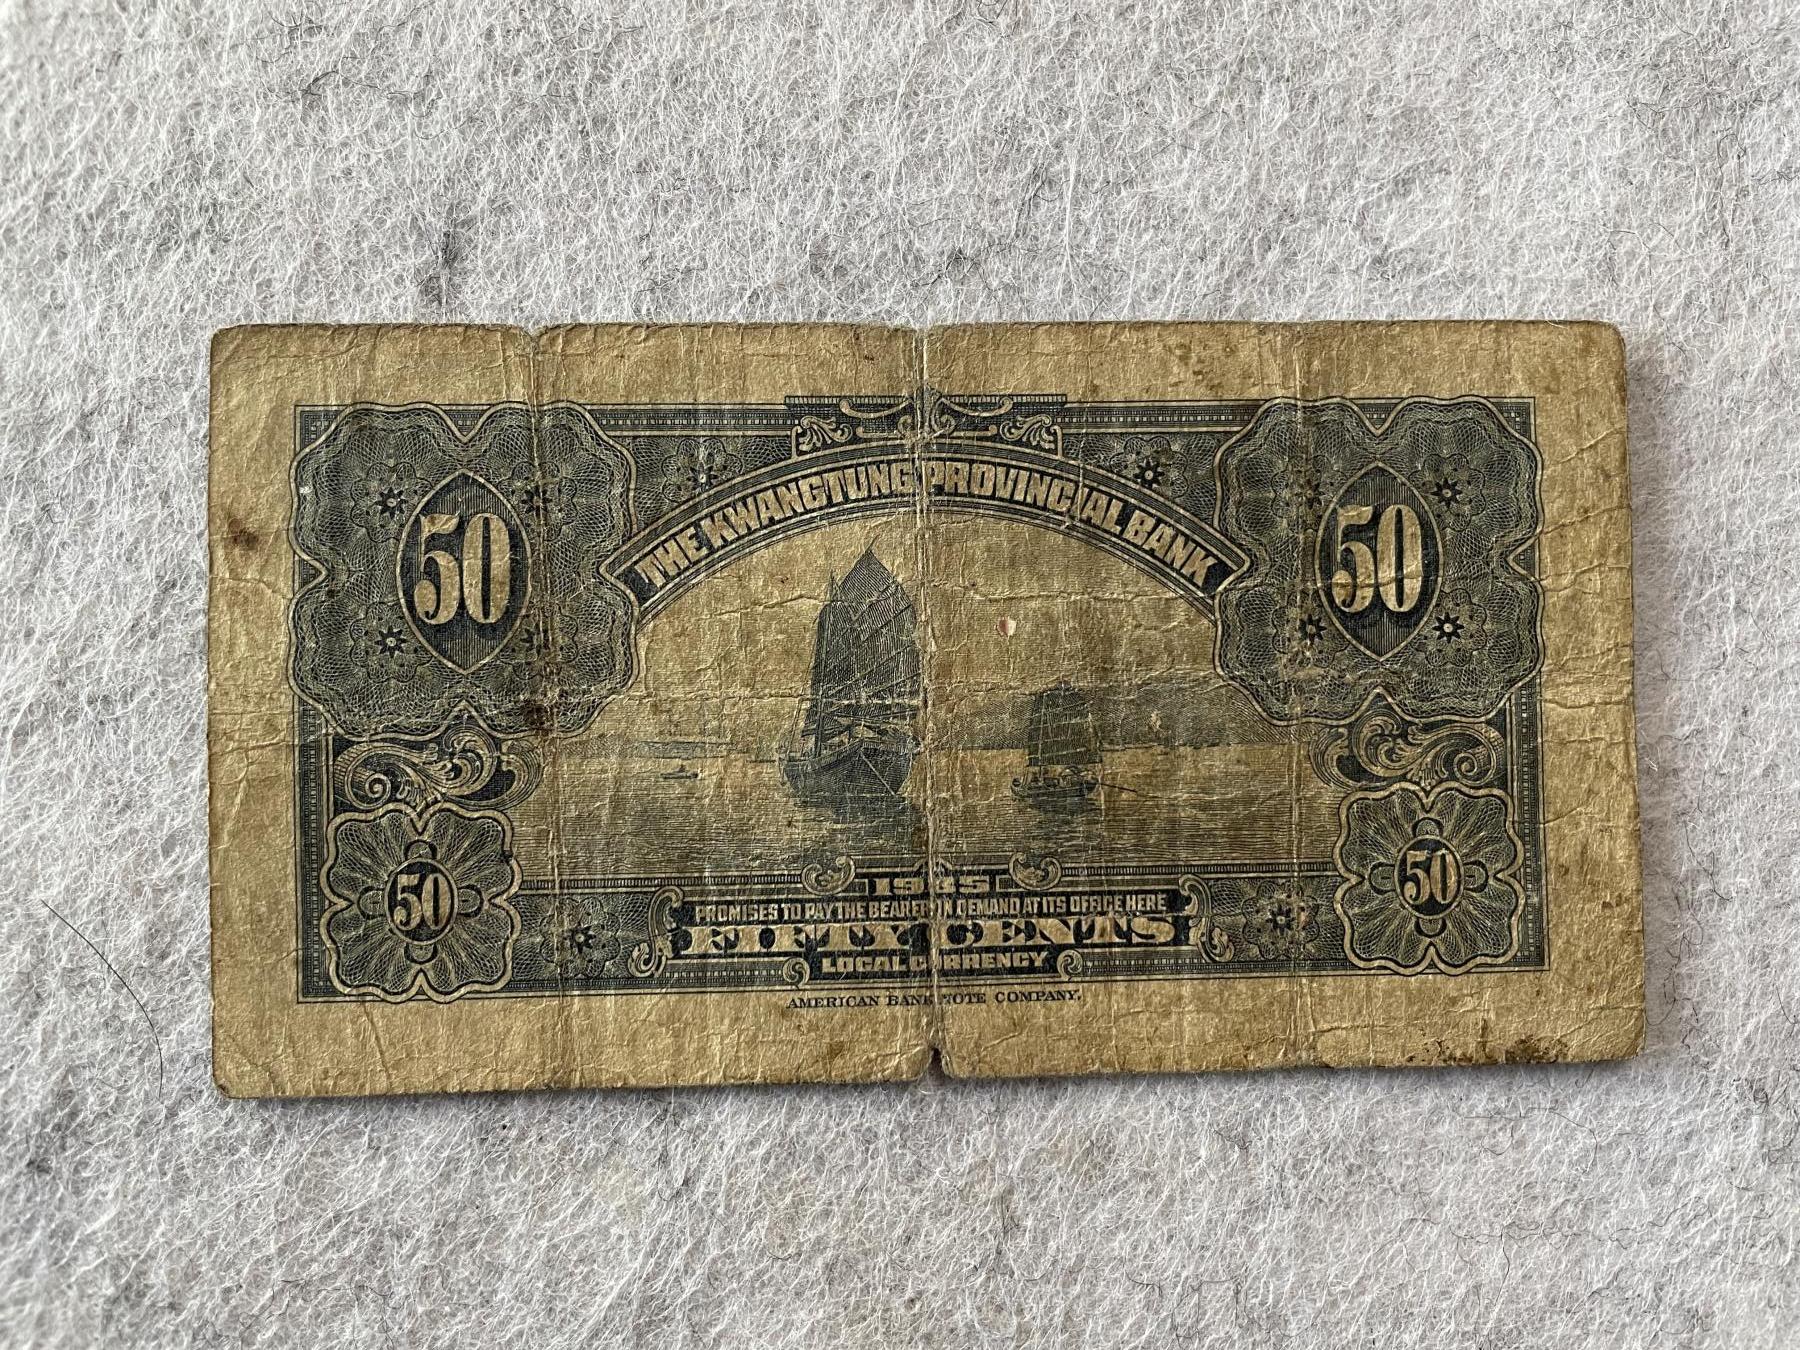 THE KWANGTUNG PROVINCIAL BANK
50
50
50
50
1935
PROMISES TO PAY THE BEARER ON DEMAND AT ITS OFFICE HERE
FIFTY CENTS
LOCAL CURRENCY
AMERICAN BANK NOTE COMPANY.